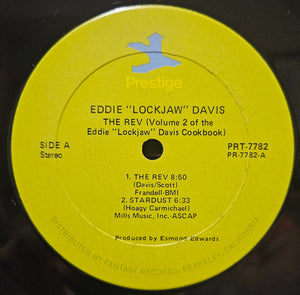 Prestige
EDDIE "LOCKJAW" DAVIS
THE REV (Volume 2 of the
Eddie "Lockjaw" Davis Cookbook)
SIDE A
Stereo
PRT-7782
PR-7782-A
1. THE REV 8:50
(Davis/Scott)
Frandell-BMI
2. STARDUST 6:33
(Hoagy Carmichael)
Mills Music, Inc.-ASCAP
Produced by Esmond Edwards
DISTRIBUTED BY FANTASY RECORDS, BERKELEY, CALIFORNIA